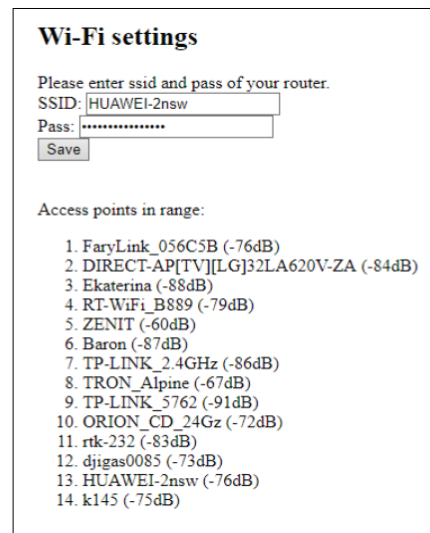 Wi-Fi settings
Please enter ssid and pass of your router.
SSID: HUAWEI-2nsw
Pass: ••••••••••••••••
Save
Access points in range:
1. FaryLink_056C5B (-76dB)
2. DIRECT-AP[TV][LG]32LA620V-ZA (-84dB)
3. Ekaterina (-88dB)
4. RT-WiFi_B889 (-79dB)
5. ZENIT (-60dB)
6. Baron (-87dB)
7. TP-LINK_2.4GHz (-86dB)
8. TRON_Alpine (-67dB)
9. TP-LINK_5762 (-91dB)
10. ORION_CD_24Gz (-72dB)
11. rtk-232 (-83dB)
12. djigas0085 (-73dB)
13. HUAWEI-2nsw (-76dB)
14. k145 (-75dB)